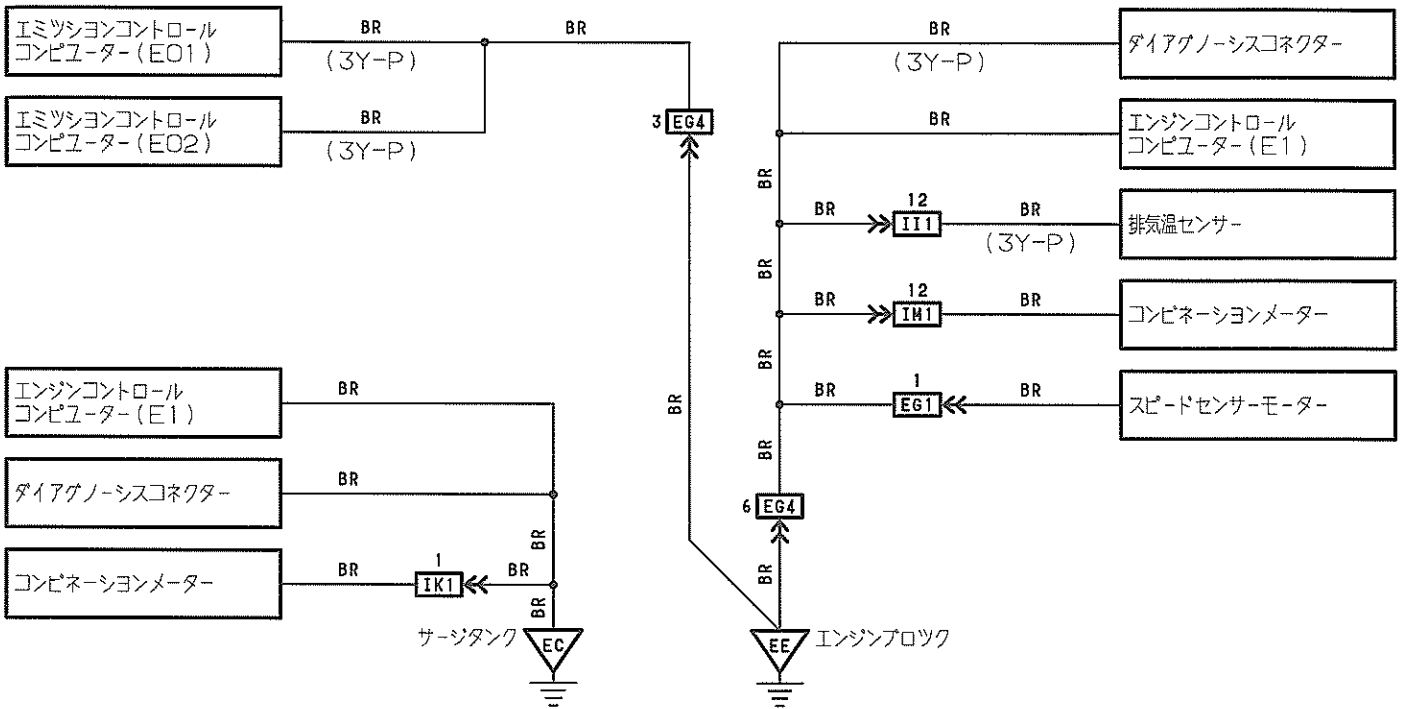 エミッションコントロール
コンピューター(E01)
BR
(3Y-P)
BR
エミッションコントロール
コンピューター(E02)
BR
(3Y-P)
3 EG4
BR
エンジンコントロール
コンピューター(E1)
BR
ダイアグノーシスコネクター
BR
BR
コンビネーションメーター
BR
1
IK1
BR
BR
サージタンク
EC
BR
(3Y-P)
ダイアグノーシスコネクター
BR
エンジンコントロール
コンピューター(E1)
BR
BR
12
II1
BR
(3Y-P)
排気温センサー
BR
BR
12
IM1
BR
コンビネーションメーター
BR
BR
1
EG1
BR
スピードセンサーモーター
BR
6 EG4
BR
EE
エンジンブロック